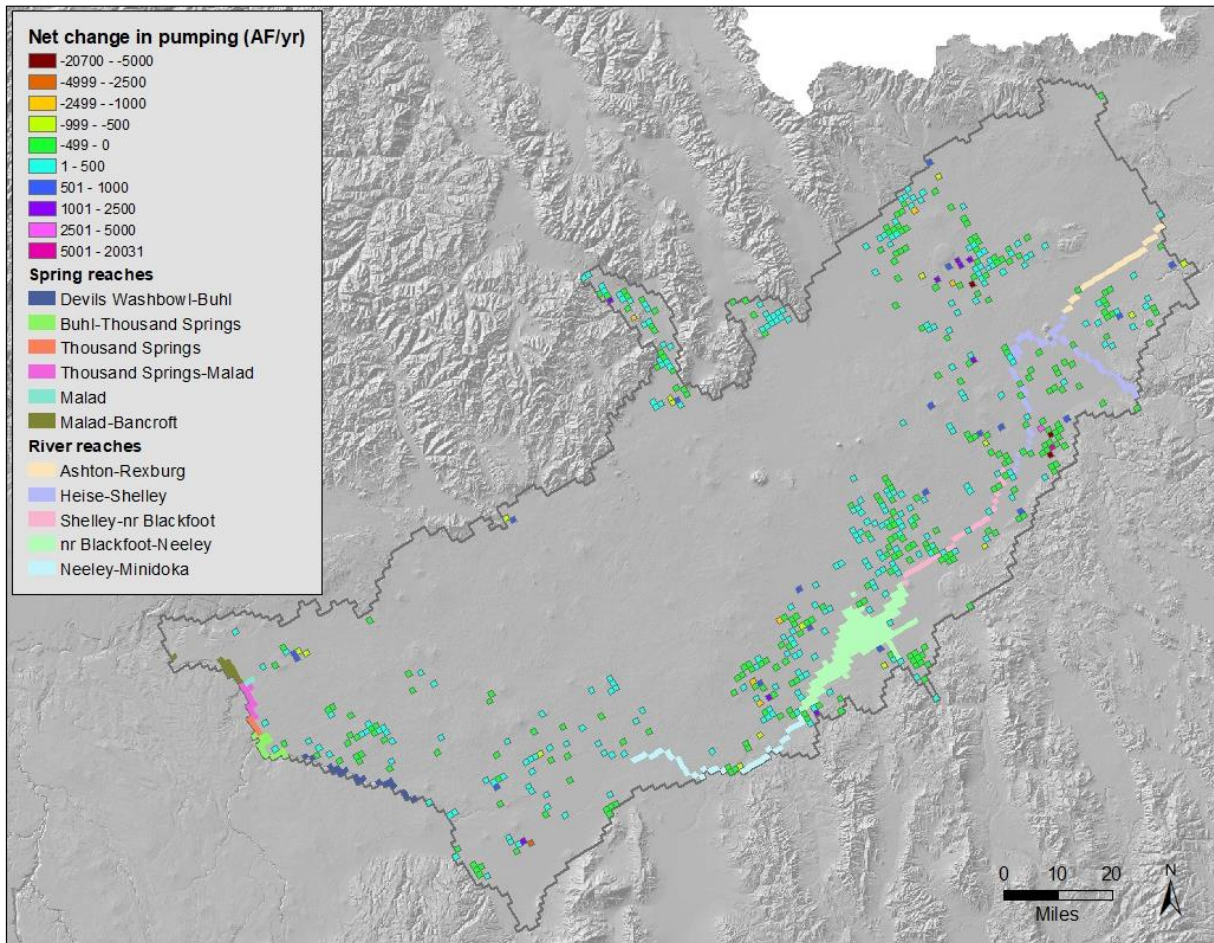 Net change in pumping (AF/yr)
-20700 - -5000
-4999 - -2500
-2499 - -1000
-999 - -500
-499 - 0
1 - 500
501 - 1000
1001 - 2500
2501 - 5000
5001 - 20031
Spring reaches
Devils Washbowl-Buhl
Buhl-Thousand Springs
Thousand Springs
Thousand Springs-Malad
Malad
Malad-Bancroft
River reaches
Ashton-Rexburg
Heise-Shelley
Shelley-nr Blackfoot
nr Blackfoot-Neeley
Neeley-Minidoka
0 10 20
Miles
N